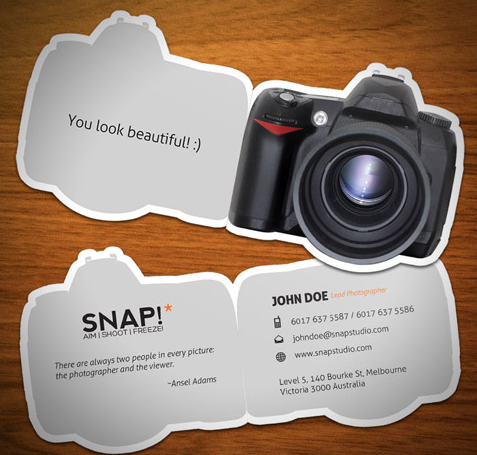 You look beautiful! :)
SNAP!*
AIM I SHOOT I FREEZE!
There are always two people in every picture:
the photographer and the viewer.
~Ansel Adams
JOHN DOE Lead Photographer
6017 637 5587 / 6017 637 5586
johndoe@snapstudio.com
www.snapstudio.com
Level 5, 140 Bourke St, Melbourne
Victoria 3000 Australia